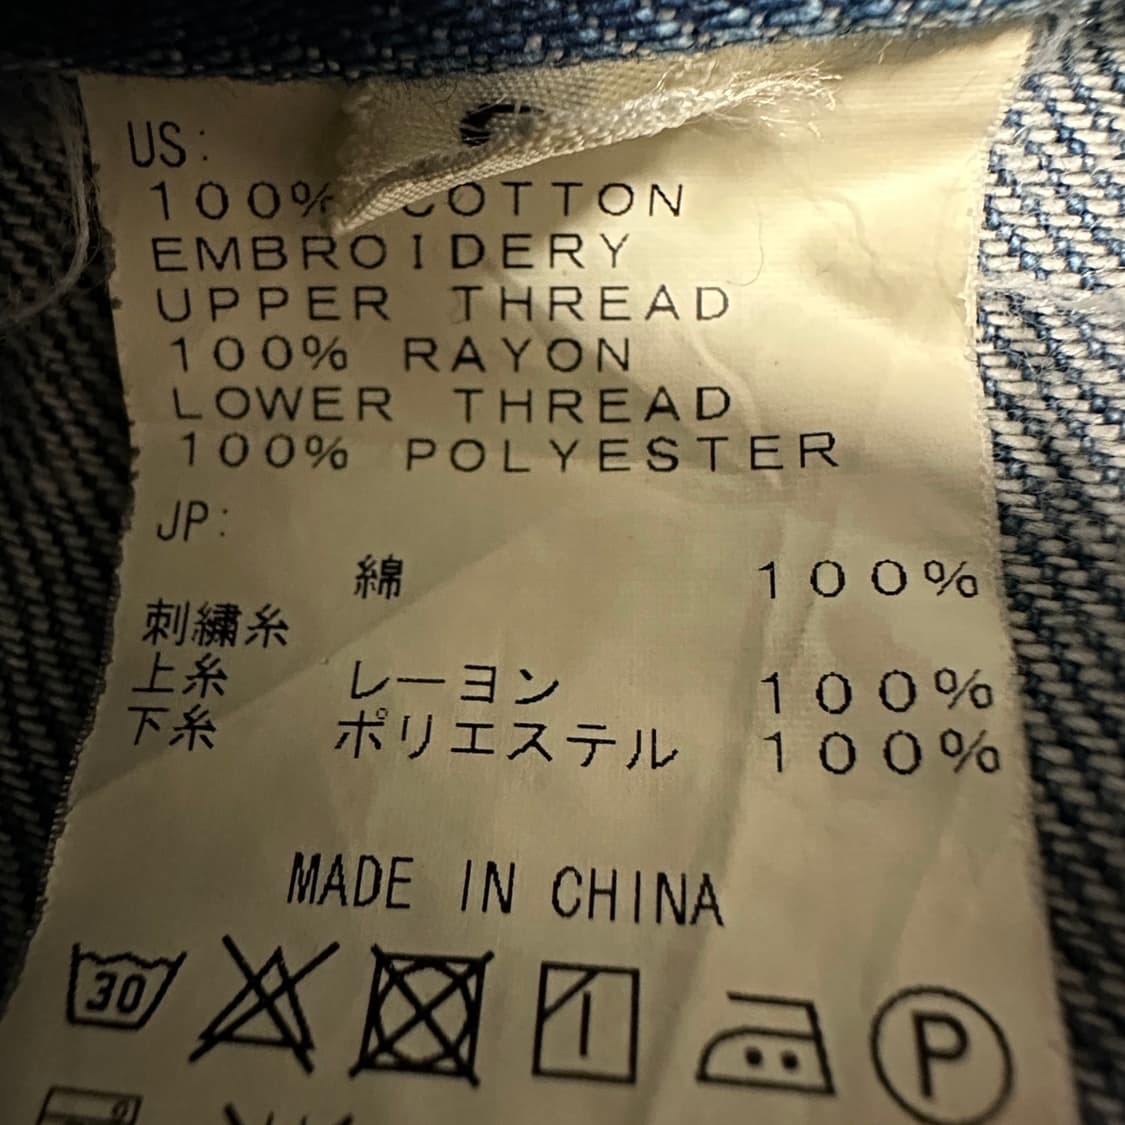 US:
100% COTTON
EMBROIDERY
UPPER THREAD
100% RAYON
LOWER THREAD
100% POLYESTER
JP:
綿 100%
刺繍糸
上糸 レーヨン 100%
下糸 ポリエステル 100%
MADE IN CHINA
30 P